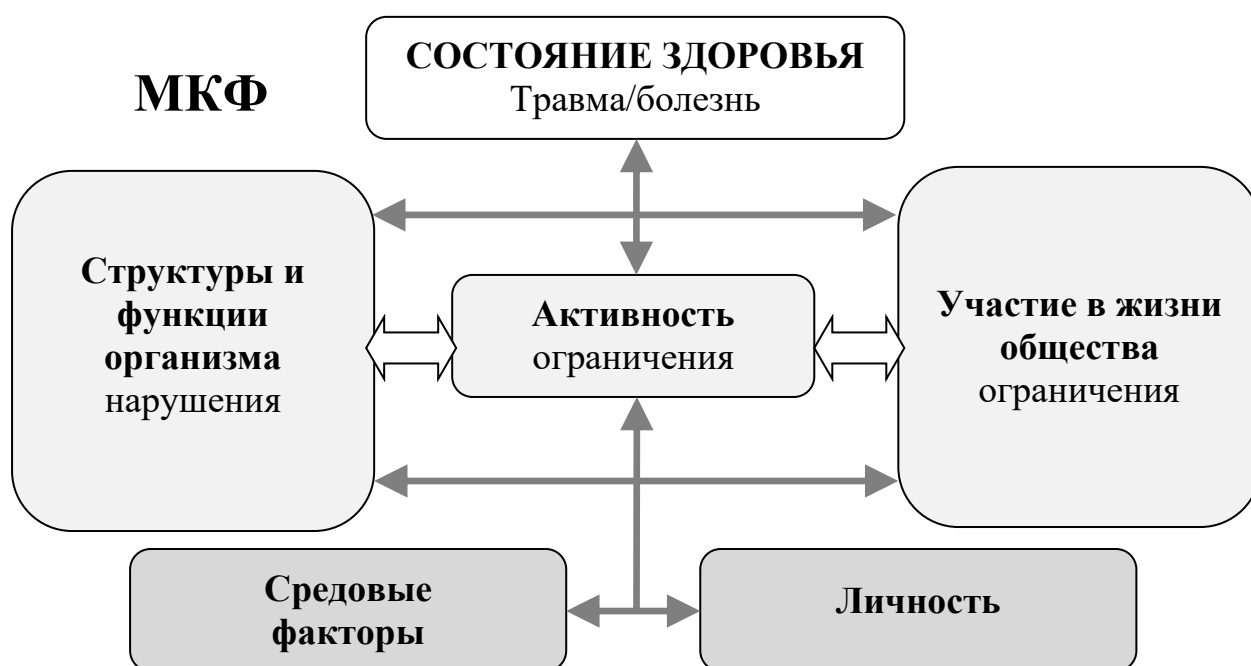 СОСТОЯНИЕ ЗДОРОВЬЯ
Травма/болезнь
МКФ
Структуры и
функции
организма
нарушения
Активность
ограничения
Участие в жизни
общества
ограничения
Средовые
факторы
Личность